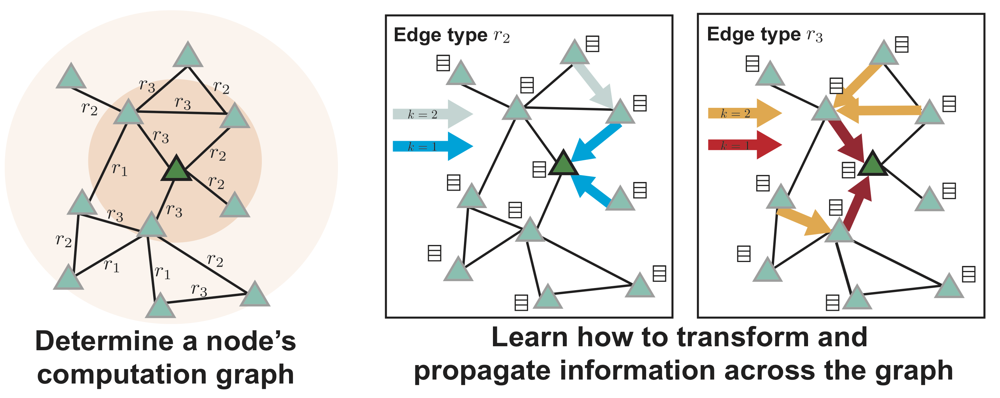 r2
r3
r2
r3
r3
r2
r1
r2
r3
r3
r2
r1
r1
r2
r3
Determine a node’s
computation graph
Edge type r2
k = 2
k = 1
Edge type r3
k = 2
k = 1
Learn how to transform and
propagate information across the graph